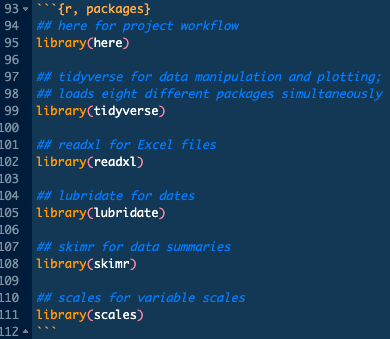 93 ```{r, packages}
94 ## here for project workflow
95 library(here)
96
97 ## tidyverse for data manipulation and plotting;
98 ## loads eight different packages simultaneously
99 library(tidyverse)
100
101 ## readxl for Excel files
102 library(readxl)
103
104 ## lubridate for dates
105 library(lubridate)
106
107 ## skimr for data summaries
108 library(skimr)
109
110 ## scales for variable scales
111 library(scales)
112 ```